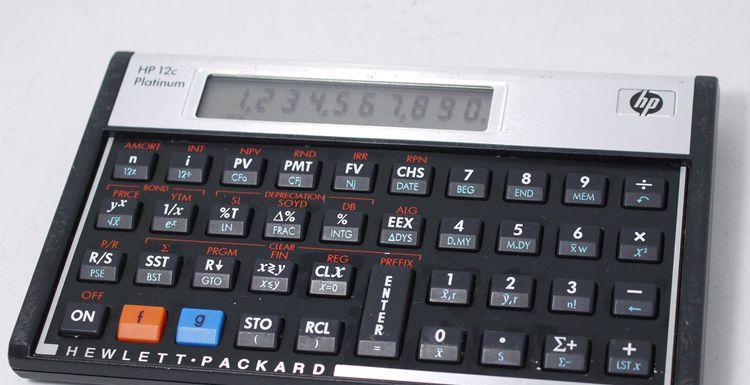 HP 12c
Platinum
1,234,567,890.
hp
AMORT INT NPV RND IRR RPN
n i PV PMT FV CHS 7 8 9 ÷
12x 12÷ CFo CFj Nj DATE BEG END MEM
BOND DEPRECIATION
PRICE YTM SL SOYD DB ALG
yx 1/x %T Δ% % EEX 4 5 6 ×
√x ex LN FRAC INTG ΔDYS D.MY M.DY x̄w x²
CLEAR
P/R Σ PRGM FIN REG PREFIX
R/S SST R↓ x≷y CLx ENTER 1 2 3 −
PSE BST GTO x≤y x=0 = x̂,r ŷ,r n! ←
OFF
ON f g STO RCL 0 • Σ+ +
( ) x̄ s Σ− LST x
HEWLETT•PACKARD